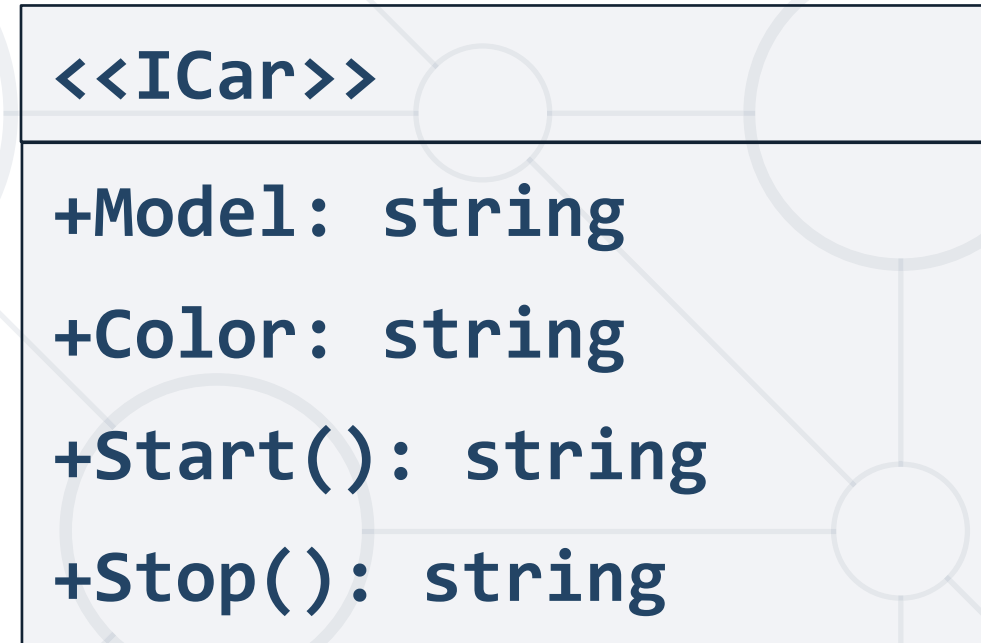 <<ICar>>
+Model: string
+Color: string
+Start(): string
+Stop(): string